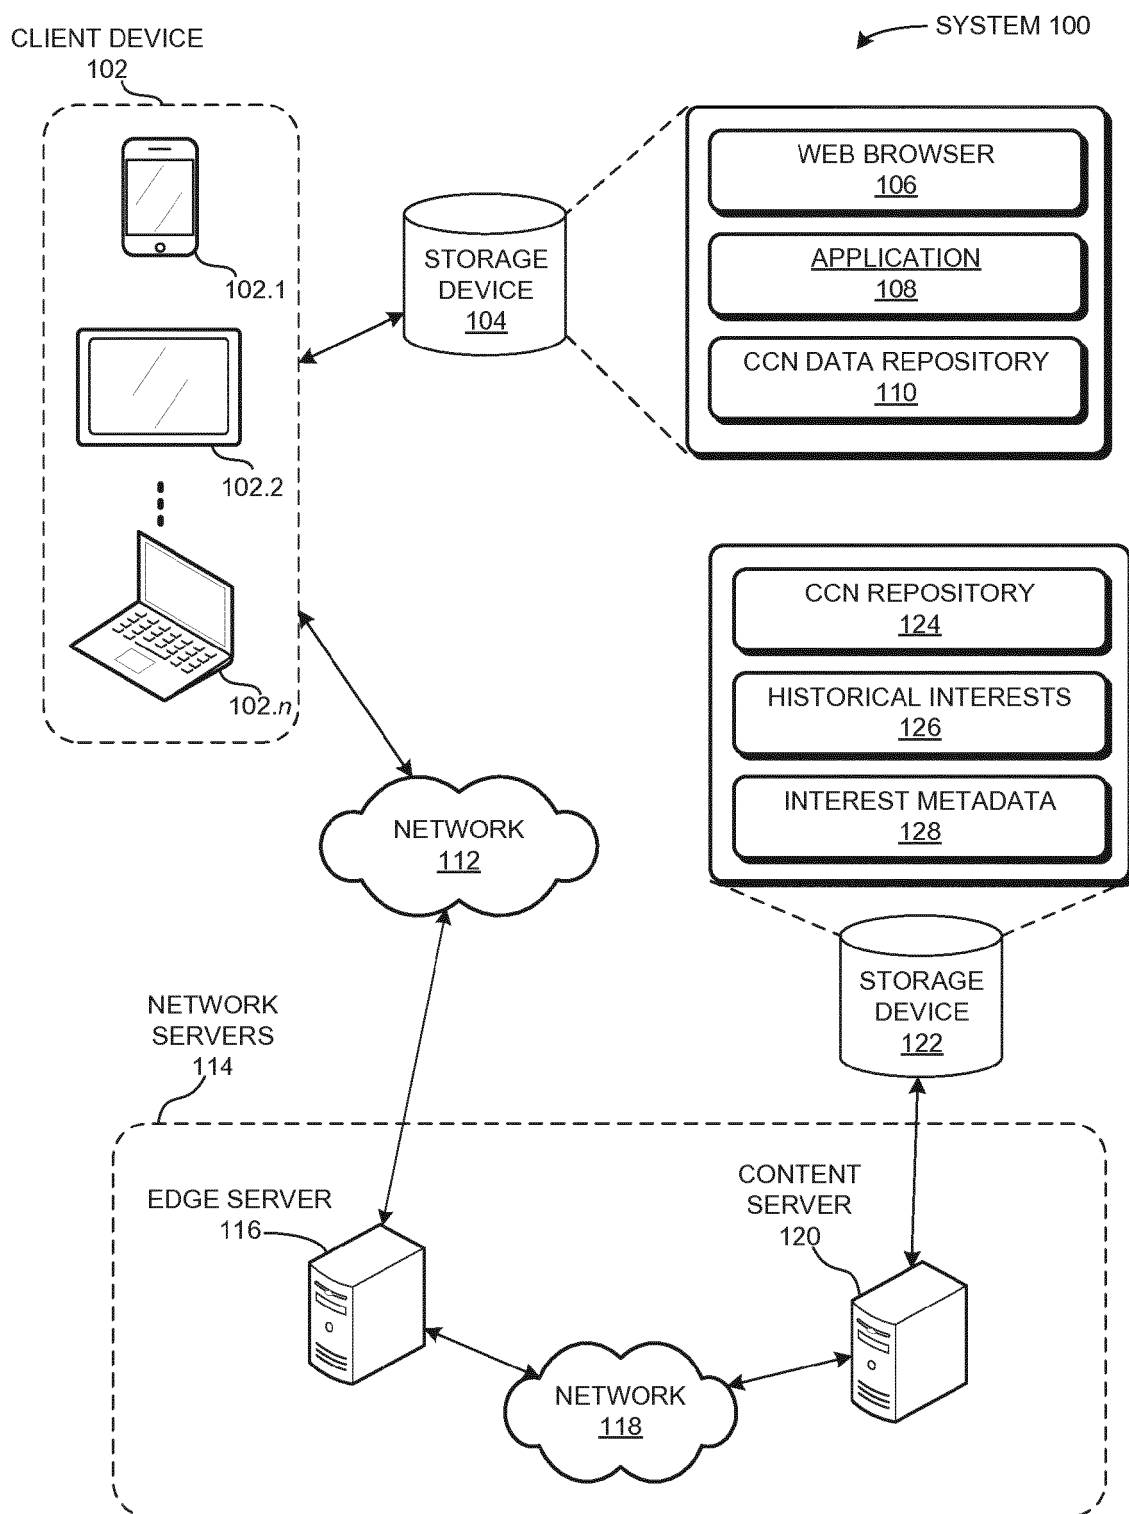 SYSTEM 100
CLIENT DEVICE
102
102.1
102.2
102.n
STORAGE
DEVICE
104
WEB BROWSER
106
APPLICATION
108
CCN DATA REPOSITORY
110
CCN REPOSITORY
124
HISTORICAL INTERESTS
126
INTEREST METADATA
128
NETWORK
112
STORAGE
DEVICE
122
NETWORK
SERVERS
114
EDGE SERVER
116
CONTENT
SERVER
120
NETWORK
118